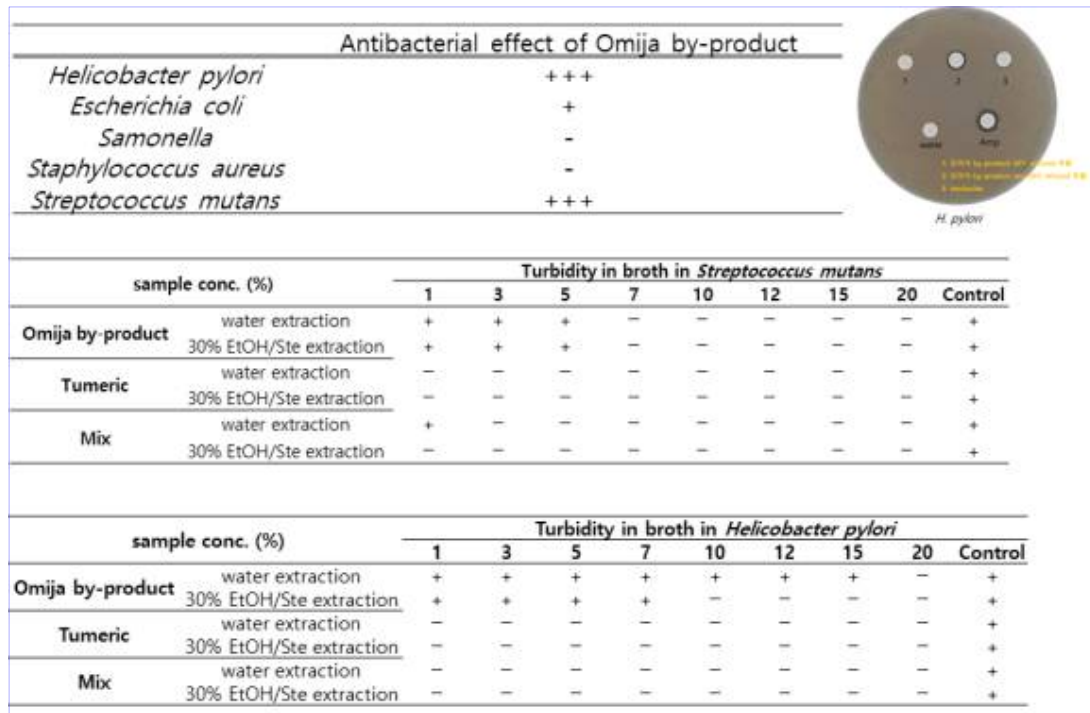 Antibacterial effect of Omija by-product
Helicobacter pylori +++
Escherichia coli +
Samonella -
Staphylococcus aureus -
Streptococcus mutans +++
1 2 3
water Amp
H. pylori
sample conc. (%) Turbidity in broth in Streptococcus mutans
1 3 5 7 10 12 15 20 Control
Omija by-product water extraction + + + − − − − − +
30% EtOH/Ste extraction + + + − − − − − +
Tumeric water extraction − − − − − − − − +
30% EtOH/Ste extraction − − − − − − − − +
Mix water extraction + − − − − − − − +
30% EtOH/Ste extraction − − − − − − − − +
sample conc. (%) Turbidity in broth in Helicobacter pylori
1 3 5 7 10 12 15 20 Control
Omija by-product water extraction + + + + + + + − +
30% EtOH/Ste extraction + + + + − − − − +
Tumeric water extraction − − − − − − − − +
30% EtOH/Ste extraction − − − − − − − − +
Mix water extraction − − − − − − − − +
30% EtOH/Ste extraction − − − − − − − − +